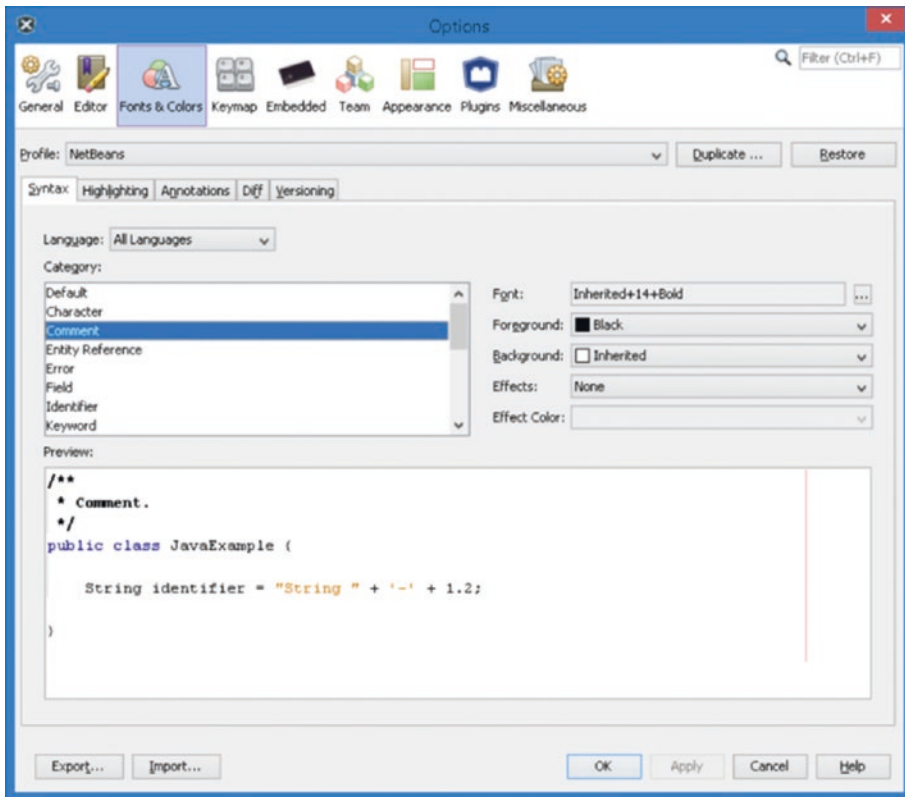 Options
Filter (Ctrl+F)
General Editor Fonts & Colors Keymap Embedded Team Appearance Plugins Miscellaneous
Profile: NetBeans Duplicate ... Restore
Syntax Highlighting Annotations Diff Versioning
Language: All Languages
Category:
Default
Character
Comment
Entity Reference
Error
Field
Identifier
Keyword
Font: Inherited+14+Bold ...
Foreground: Black
Background: Inherited
Effects: None
Effect Color:
Preview:
/**
* Comment.
*/
public class JavaExample (
String identifier = "String " + '-' + 1.2;
)
Export... Import... OK Apply Cancel Help